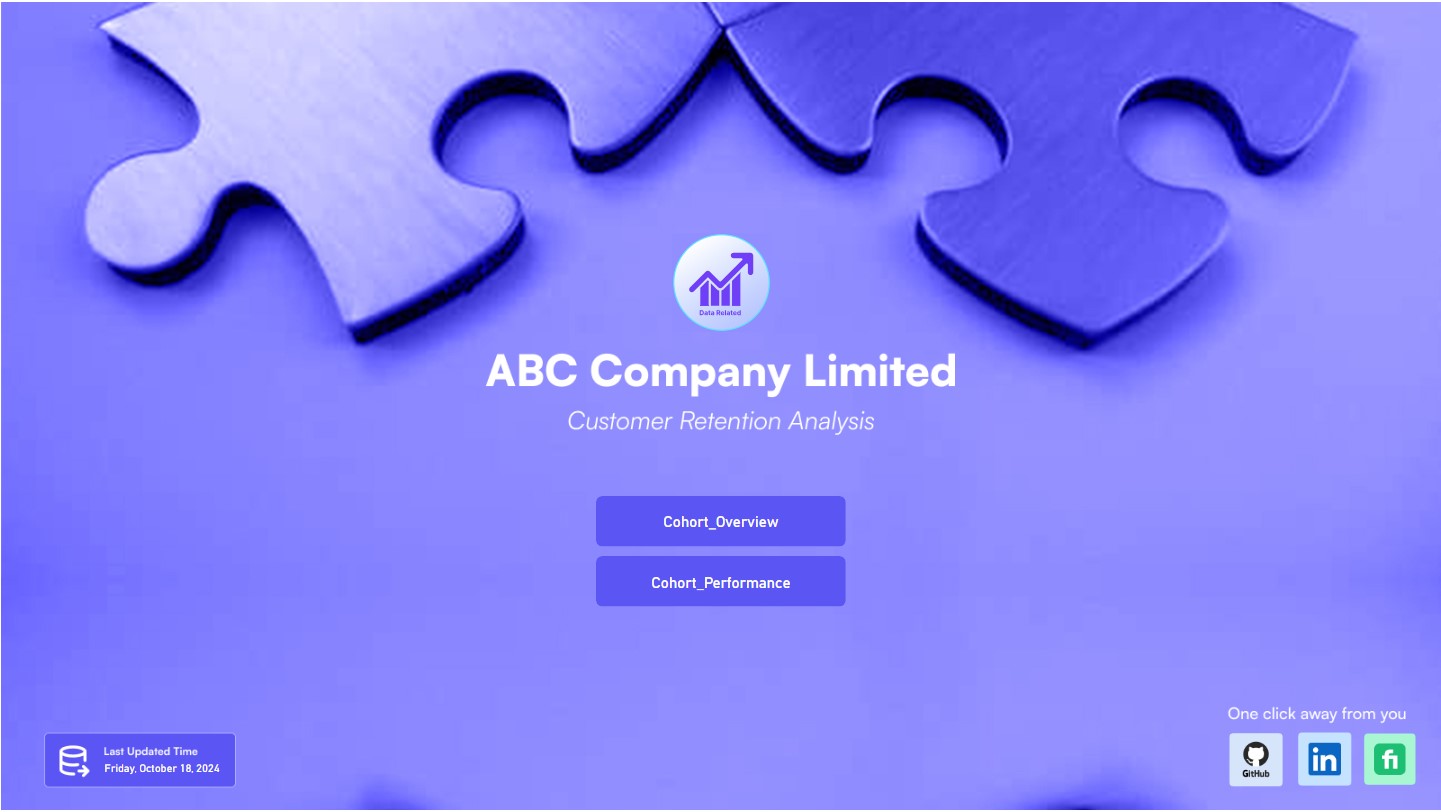 Data Related
ABC Company Limited
Customer Retention Analysis
Cohort_Overview
Cohort_Performance
Last Updated Time
Friday, October 18, 2024
One click away from you
GitHub
in
fi